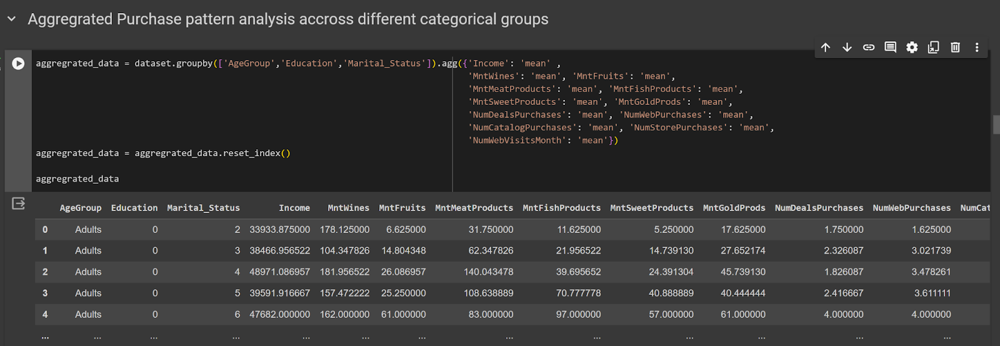 Aggregrated Purchase pattern analysis accross different categorical groups
aggregrated_data = dataset.groupby(['AgeGroup','Education','Marital_Status']).agg({'Income': 'mean' ,
'MntWines': 'mean', 'MntFruits': 'mean',
'MntMeatProducts': 'mean', 'MntFishProducts': 'mean',
'MntSweetProducts': 'mean', 'MntGoldProds': 'mean',
'NumDealsPurchases': 'mean', 'NumWebPurchases': 'mean',
'NumCatalogPurchases': 'mean', 'NumStorePurchases': 'mean',
'NumWebVisitsMonth': 'mean'})
aggregrated_data = aggregrated_data.reset_index()
aggregrated_data
AgeGroup Education Marital_Status Income MntWines MntFruits MntMeatProducts MntFishProducts MntSweetProducts MntGoldProds NumDealsPurchases NumWebPurchases NumCat
0 Adults 0 2 33933.875000 178.125000 6.625000 31.750000 11.625000 5.250000 17.625000 1.750000 1.625000
1 Adults 0 3 38466.956522 104.347826 14.804348 62.347826 21.956522 14.739130 27.652174 2.326087 3.021739
2 Adults 0 4 48971.086957 181.956522 26.086957 140.043478 39.695652 24.391304 45.739130 1.826087 3.478261
3 Adults 0 5 39591.916667 157.472222 25.250000 108.638889 70.777778 40.888889 40.444444 2.416667 3.611111
4 Adults 0 6 47682.000000 162.000000 61.000000 83.000000 97.000000 57.000000 61.000000 4.000000 4.000000
... ... ... ... ... ... ... ... ... ... ... ... ...